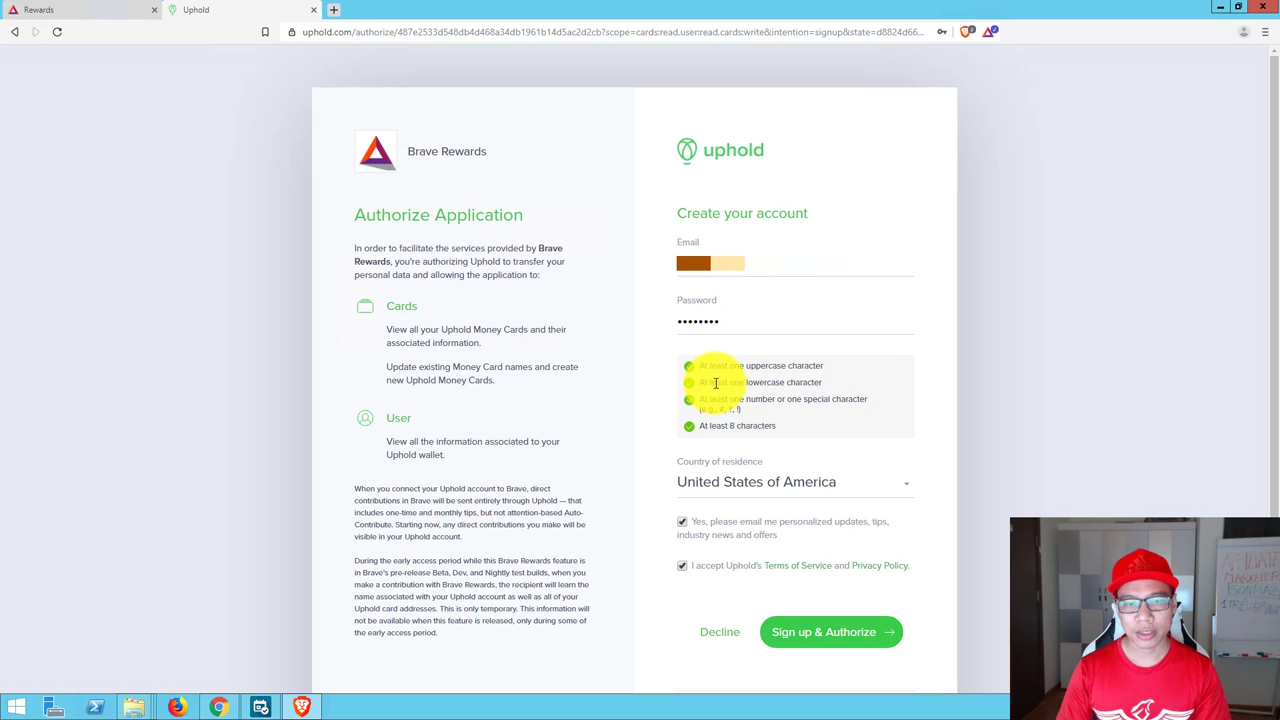 Rewards
Uphold
uphold.com/authorize/487e2533d548db4d468a34db1961b14d5ac2d2cb?scope=cards:read,user:read,cards:write&intention=signup&state=d8824d66...
Brave Rewards
Authorize Application
In order to facilitate the services provided by Brave
Rewards, you're authorizing Uphold to transfer your
personal data and allowing the application to:
Cards
View all your Uphold Money Cards and their
associated information.
Update existing Money Card names and create
new Uphold Money Cards.
User
View all the information associated to your
Uphold wallet.
When you connect your Uphold account to Brave, direct
contributions in Brave will be sent entirely through Uphold — that
includes one-time and monthly tips, but not attention-based Auto-
Contribute. Starting now, any direct contributions you make will be
visible in your Uphold account.
During the early access period while this Brave Rewards feature is
in Brave's pre-release Beta, Dev, and Nightly test builds, when you
make a contribution with Brave Rewards, the recipient will learn the
name associated with your Uphold account as well as all of your
Uphold card addresses. This is only temporary. This information will
not be available when this feature is released, only during some of
the early access period.
uphold
Create your account
Email
Password
••••••••
At least one uppercase character
At least one lowercase character
At least one number or one special character
(e.g., #, ?, !)
At least 8 characters
Country of residence
United States of America
Yes, please email me personalized updates, tips,
industry news and offers
I accept Uphold's Terms of Service and Privacy Policy.
Decline
Sign up & Authorize